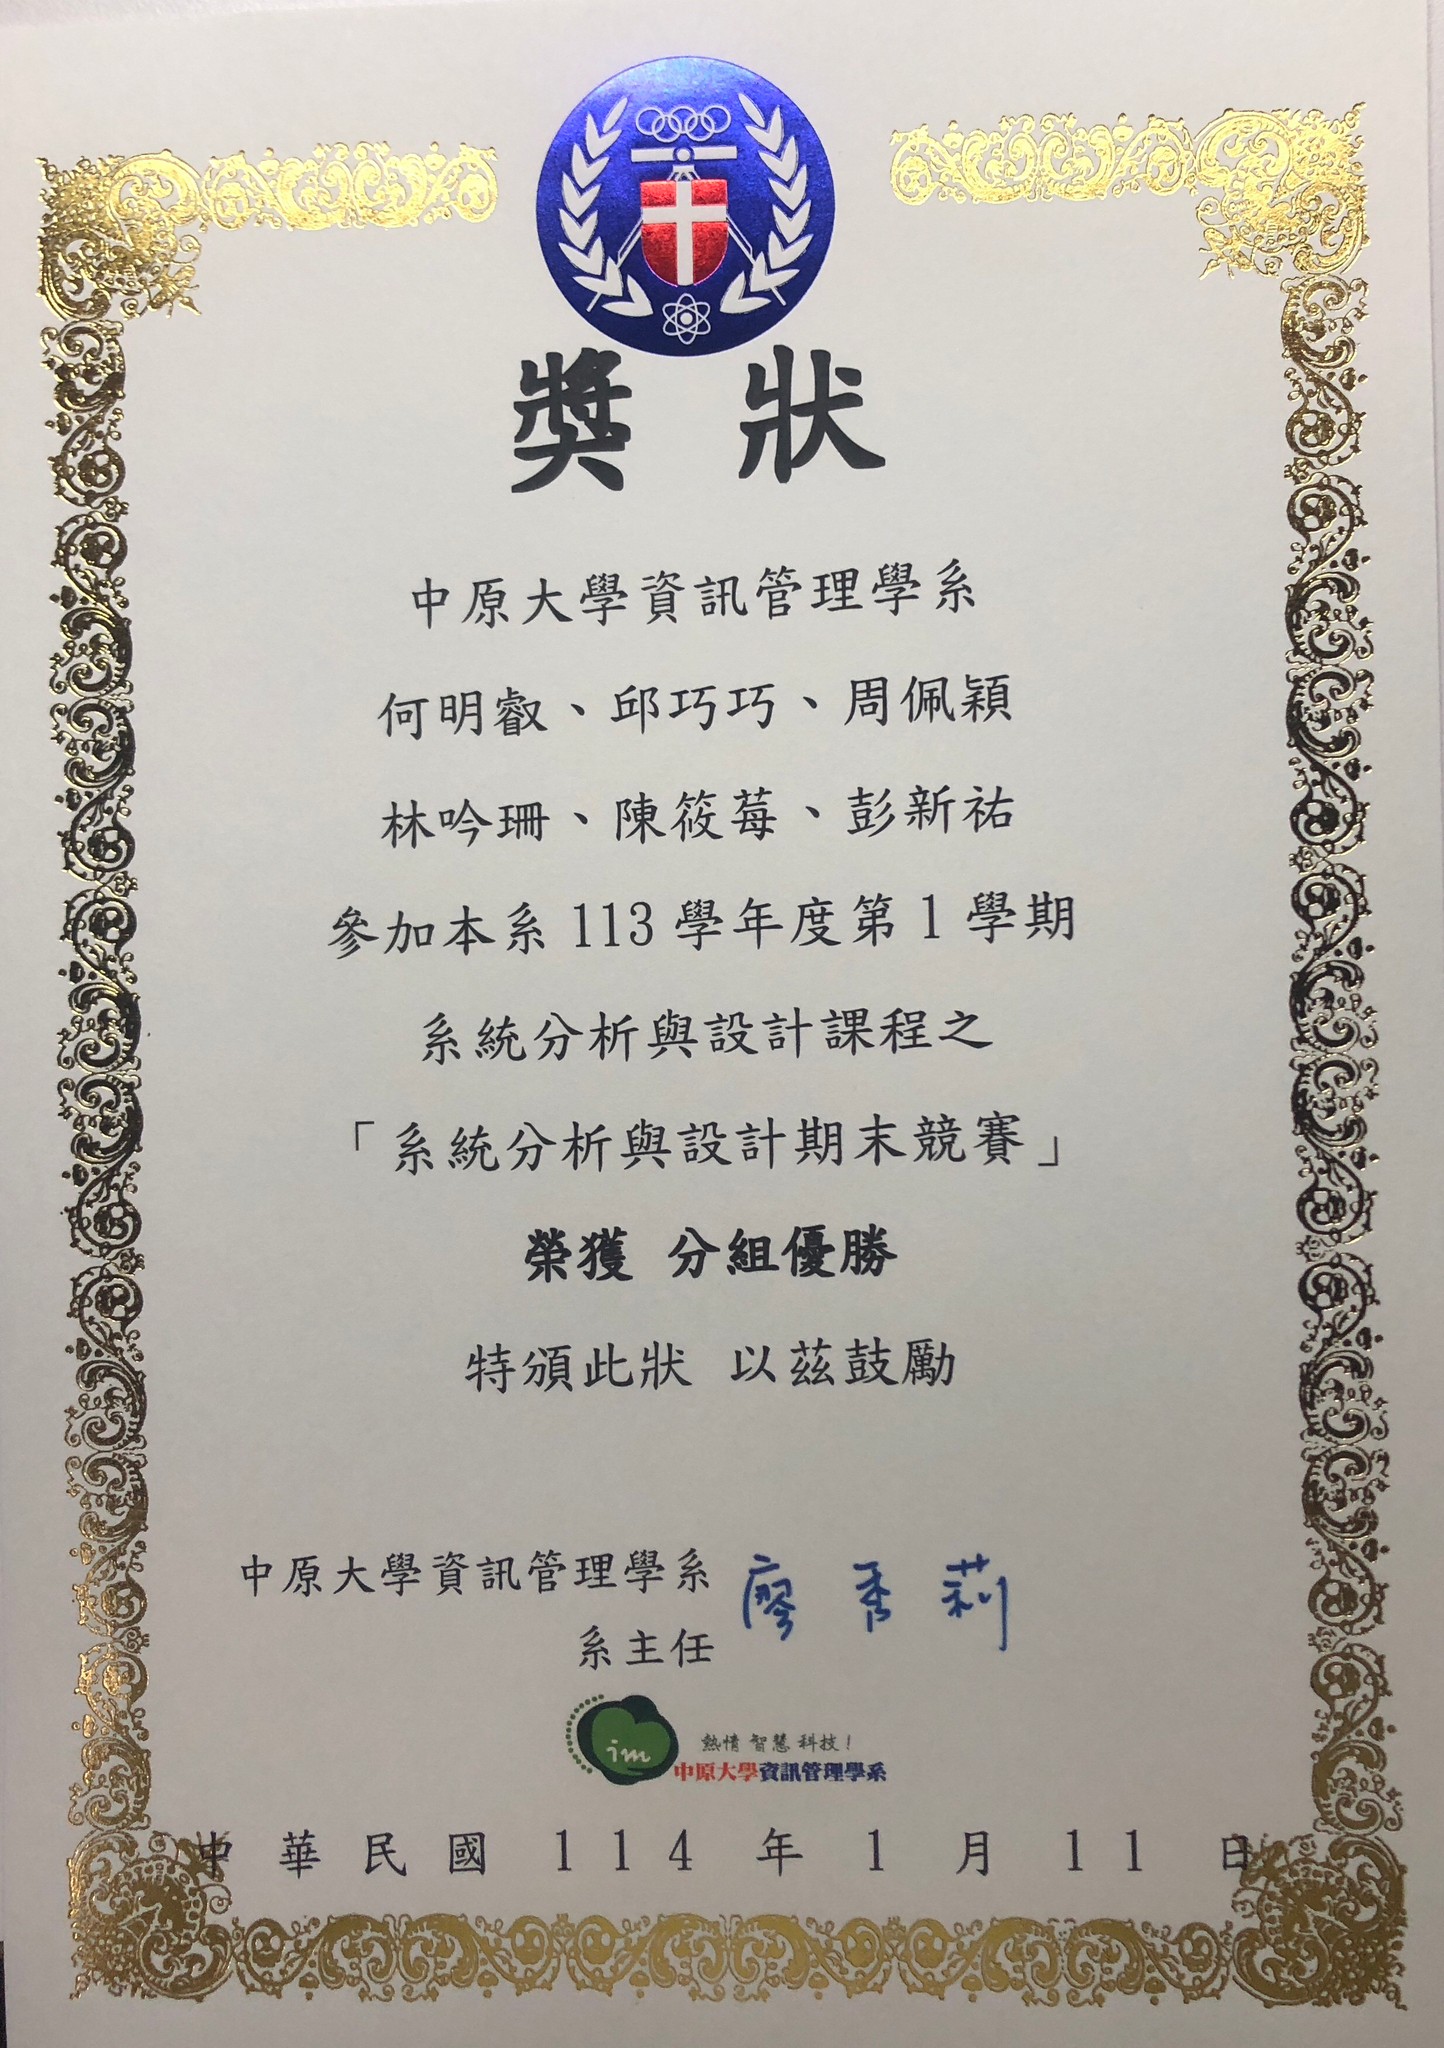 獎 狀
中原大學資訊管理學系
何明叡、邱巧巧、周佩穎
林吟珊、陳筱莓、彭新祐
參加本系 113 學年度第 1 學期
系統分析與設計課程之
「系統分析與設計期末競賽」
榮獲 分組優勝
特頒此狀 以茲鼓勵
中原大學資訊管理學系 廖秀莉
系主任
im 熱情 智慧 科技!
中原大學資訊管理學系
中 華 民 國 1 1 4 年 1 月 1 1 日